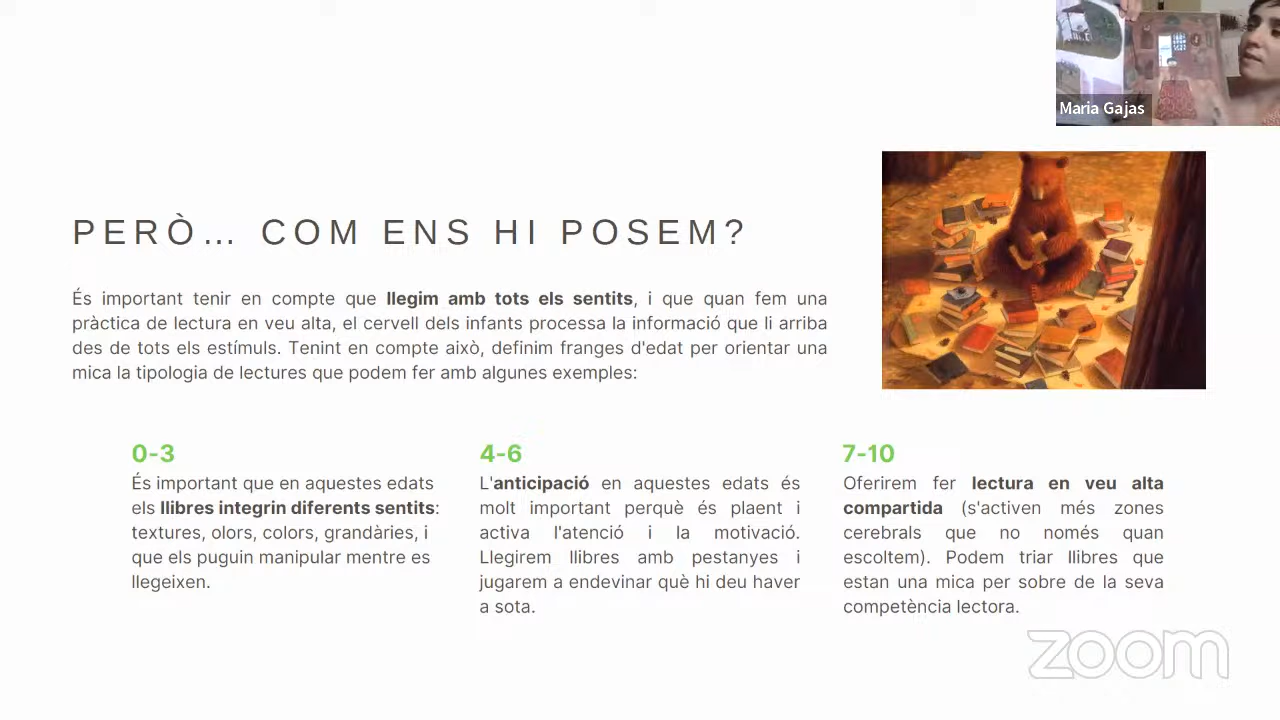 Maria Gajas
PERÒ... COM ENS HI POSEM?
És important tenir en compte que llegim amb tots els sentits, i que quan fem una
pràctica de lectura en veu alta, el cervell dels infants processa la informació que li arriba
des de tots els estímuls. Tenint en compte això, definim franges d'edat per orientar una
mica la tipologia de lectures que podem fer amb algunes exemples:
0-3
És important que en aquestes edats
els llibres integrin diferents sentits:
textures, olors, colors, grandàries, i
que els puguin manipular mentre es
llegeixen.
4-6
L'anticipació en aquestes edats és
molt important perquè és plaent i
activa l'atenció i la motivació.
Llegirem llibres amb pestanyes i
jugarem a endevinar què hi deu haver
a sota.
7-10
Oferirem fer lectura en veu alta
compartida (s'activen més zones
cerebrals que no només quan
escoltem). Podem triar llibres que
estan una mica per sobre de la seva
competència lectora.
zoom